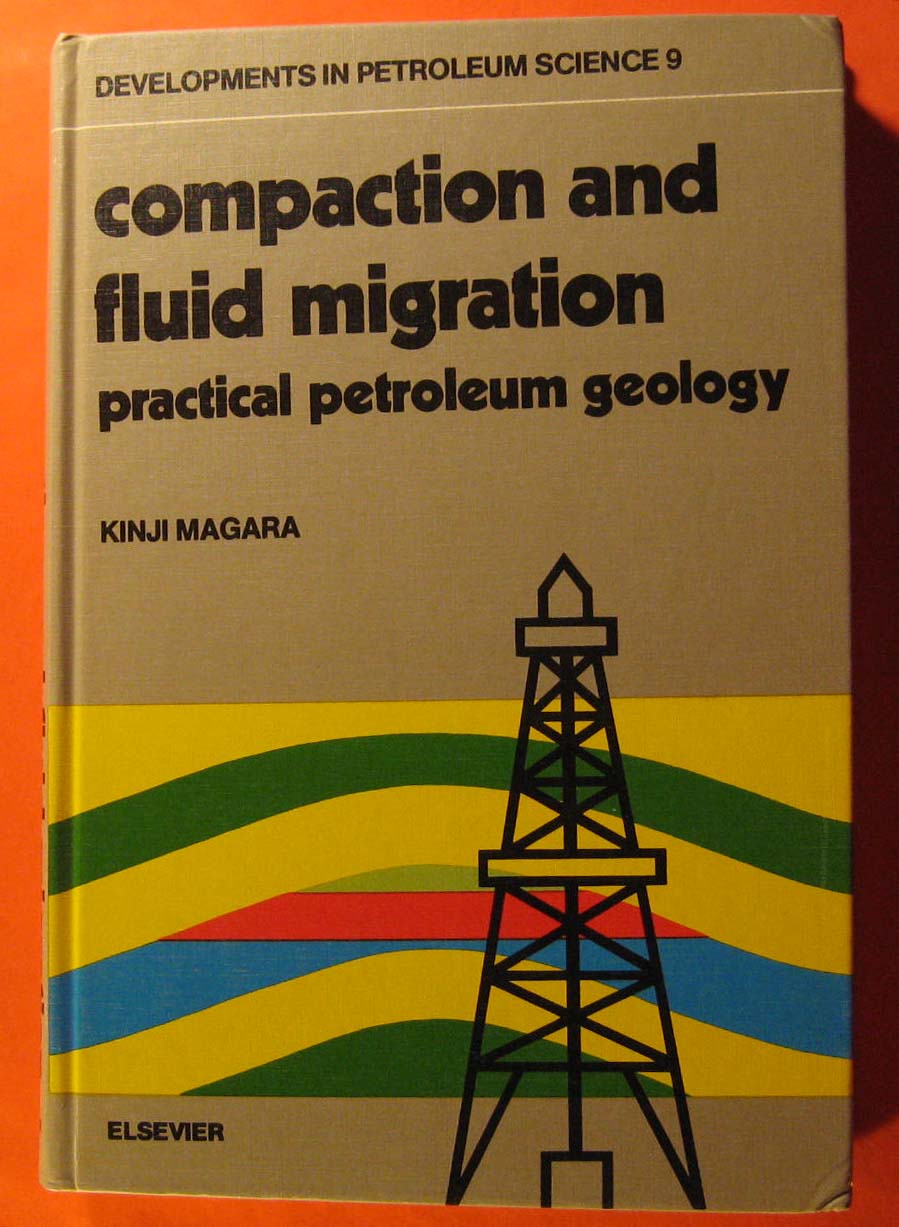 DEVELOPMENTS IN PETROLEUM SCIENCE 9
compaction and
fluid migration
practical petroleum geology
KINJI MAGARA
ELSEVIER